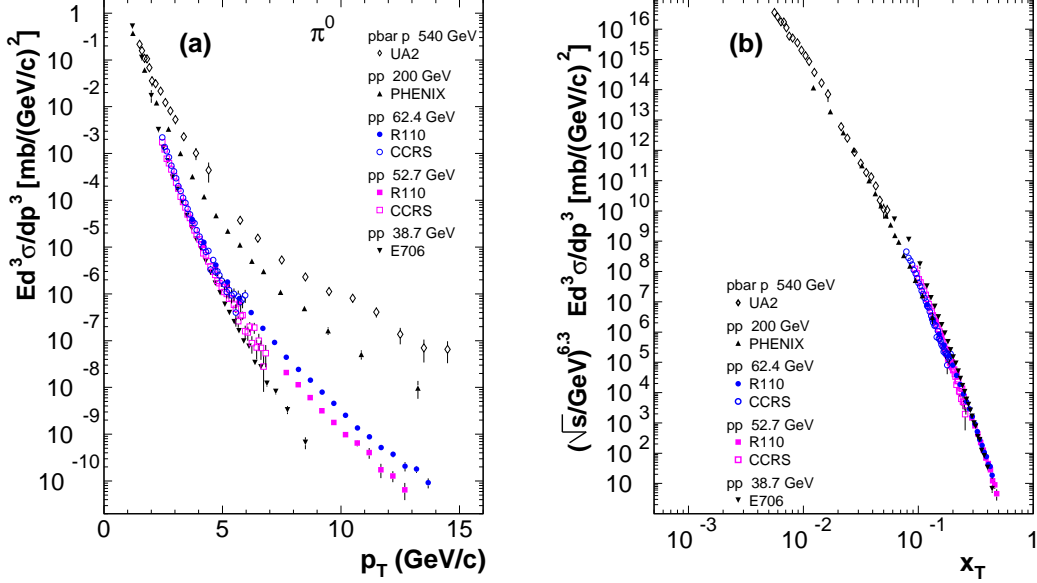 (a)
π⁰
Ed³σ/dp³ [mb/(GeV/c)²]
1
10⁻¹
10⁻²
10⁻³
10⁻⁴
10⁻⁵
10⁻⁶
10⁻⁷
10⁻⁸
10⁻⁹
10⁻¹⁰
pbar p 540 GeV
UA2
pp 200 GeV
PHENIX
pp 62.4 GeV
R110
CCRS
pp 52.7 GeV
R110
CCRS
pp 38.7 GeV
E706
0 5 10 15
p_T (GeV/c)
(b)
(√s/GeV)^6.3 Ed³σ/dp³ [mb/(GeV/c)²]
10¹⁶
10¹⁵
10¹⁴
10¹³
10¹²
10¹¹
10¹⁰
10⁹
10⁸
10⁷
10⁶
10⁵
10⁴
10³
10²
10
pbar p 540 GeV
UA2
pp 200 GeV
PHENIX
pp 62.4 GeV
R110
CCRS
pp 52.7 GeV
R110
CCRS
pp 38.7 GeV
E706
10⁻³ 10⁻² 10⁻¹ 1
x_T